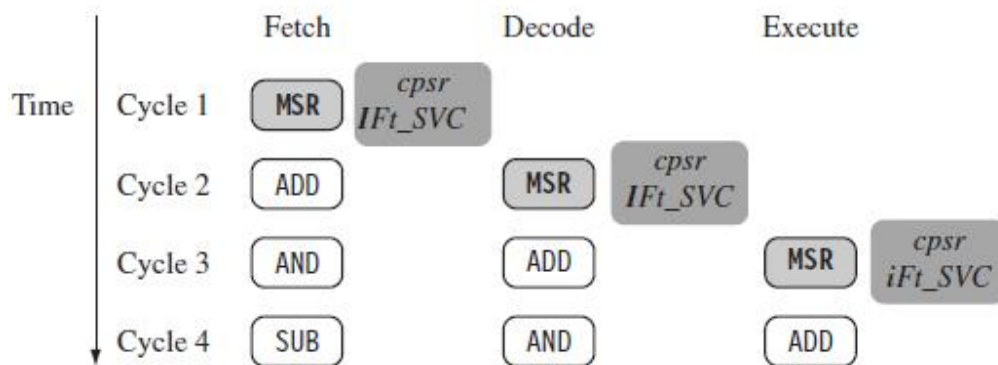 Fetch Decode Execute
Time Cycle 1 MSR cpsr IFt_SVC
Cycle 2 ADD MSR cpsr IFt_SVC
Cycle 3 AND ADD MSR cpsr iFt_SVC
Cycle 4 SUB AND ADD